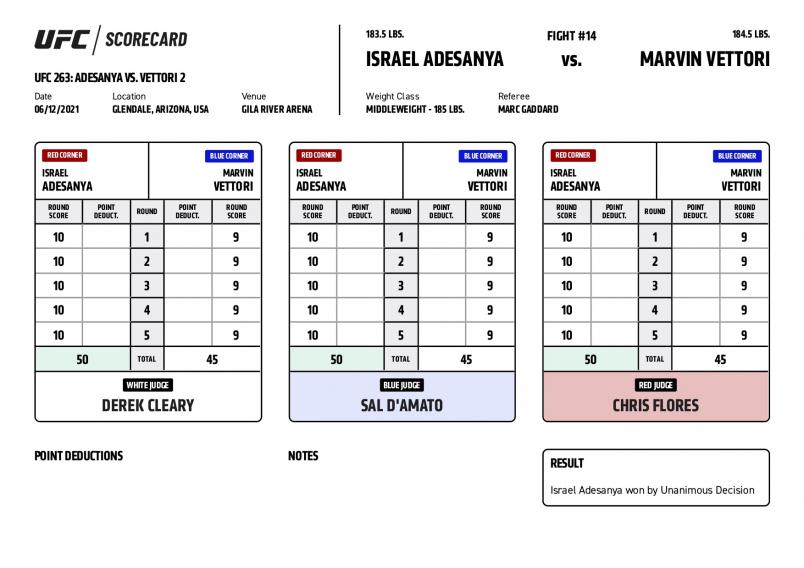 UFC / SCORECARD
UFC 263: ADESANYA VS. VETTORI 2
Date Location Venue
06/12/2021 GLENDALE, ARIZONA, USA GILA RIVER ARENA
183.5 LBS. FIGHT #14 184.5 LBS.
ISRAEL ADESANYA vs. MARVIN VETTORI
Weight Class Referee
MIDDLEWEIGHT - 185 LBS. MARC GADDARD
RED CORNER BLUE CORNER
ISRAEL MARVIN
ADESANYA VETTORI
ROUND SCORE POINT DEDUCT. ROUND POINT DEDUCT. ROUND SCORE
10 1 9
10 2 9
10 3 9
10 4 9
10 5 9
50 TOTAL 45
WHITE JUDGE
DEREK CLEARY
RED CORNER BLUE CORNER
ISRAEL MARVIN
ADESANYA VETTORI
ROUND SCORE POINT DEDUCT. ROUND POINT DEDUCT. ROUND SCORE
10 1 9
10 2 9
10 3 9
10 4 9
10 5 9
50 TOTAL 45
BLUE JUDGE
SAL D'AMATO
RED CORNER BLUE CORNER
ISRAEL MARVIN
ADESANYA VETTORI
ROUND SCORE POINT DEDUCT. ROUND POINT DEDUCT. ROUND SCORE
10 1 9
10 2 9
10 3 9
10 4 9
10 5 9
50 TOTAL 45
RED JUDGE
CHRIS FLORES
POINT DEDUCTIONS
NOTES
RESULT
Israel Adesanya won by Unanimous Decision